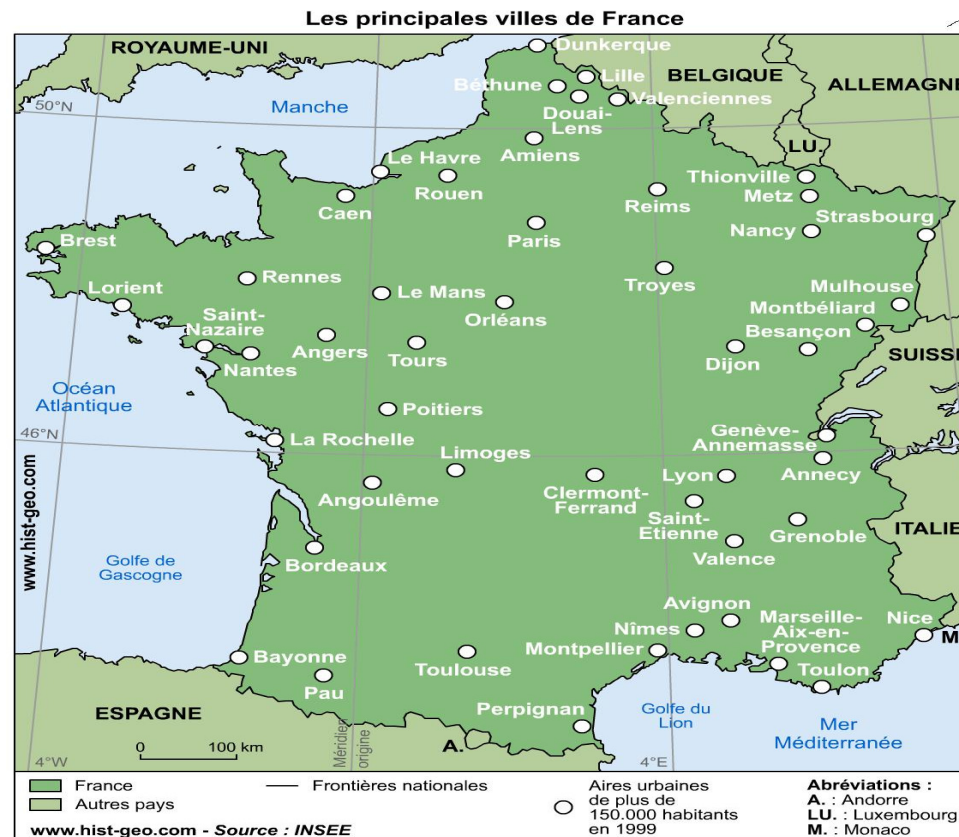 Les principales villes de France
ROYAUME-UNI
Dunkerque
Lille
BELGIQUE
ALLEMAGNE
Béthune
Valenciennes
50°N
Manche
Douai-
Lens
LU.
Amiens
Le Havre
Rouen
Caen
Thionville
Reims
Metz
Strasbourg
Paris
Nancy
Brest
Rennes
Troyes
Lorient
Le Mans
Mulhouse
Orléans
Montbéliard
Saint-
Nazaire
Besançon
Angers
Tours
Dijon
Nantes
SUISSE
Océan
Atlantique
Poitiers
46°N
La Rochelle
Genève-
Annemasse
Limoges
Lyon
Annecy
Angoulême
Clermont-
Ferrand
Saint-
Etienne
Grenoble
ITALIE
Valence
Bordeaux
Golfe de
Gascogne
www.hist-geo.com
Avignon
Marseille-
Aix-en-
Provence
Nice
Nîmes
M.
Bayonne
Toulouse
Montpellier
Toulon
Pau
Perpignan
Golfe du
Lion
Mer
Méditerranée
ESPAGNE
A.
0
100 km
Méridien
origine
4°W
4°E
France
Autres pays
Frontières nationales
Aires urbaines
de plus de
150.000 habitants
en 1999
Abréviations :
A. : Andorre
LU. : Luxembourg
M. : Monaco
www.hist-geo.com - Source : INSEE